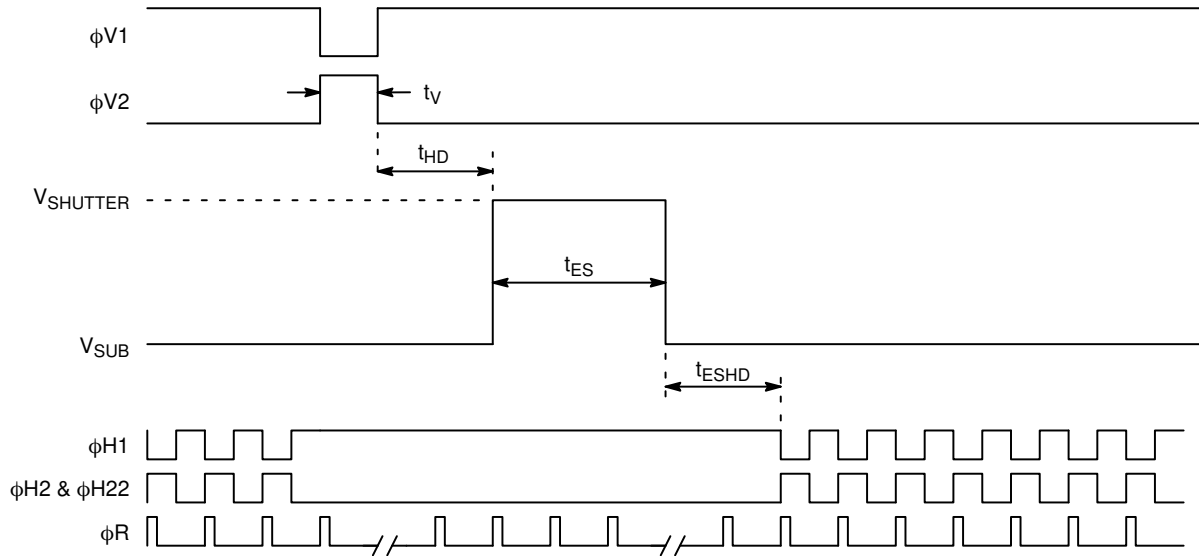 ϕV1
ϕV2
tV
tHD
VSHUTTER
tES
VSUB
tESHD
ϕH1
ϕH2 & ϕH22
ϕR